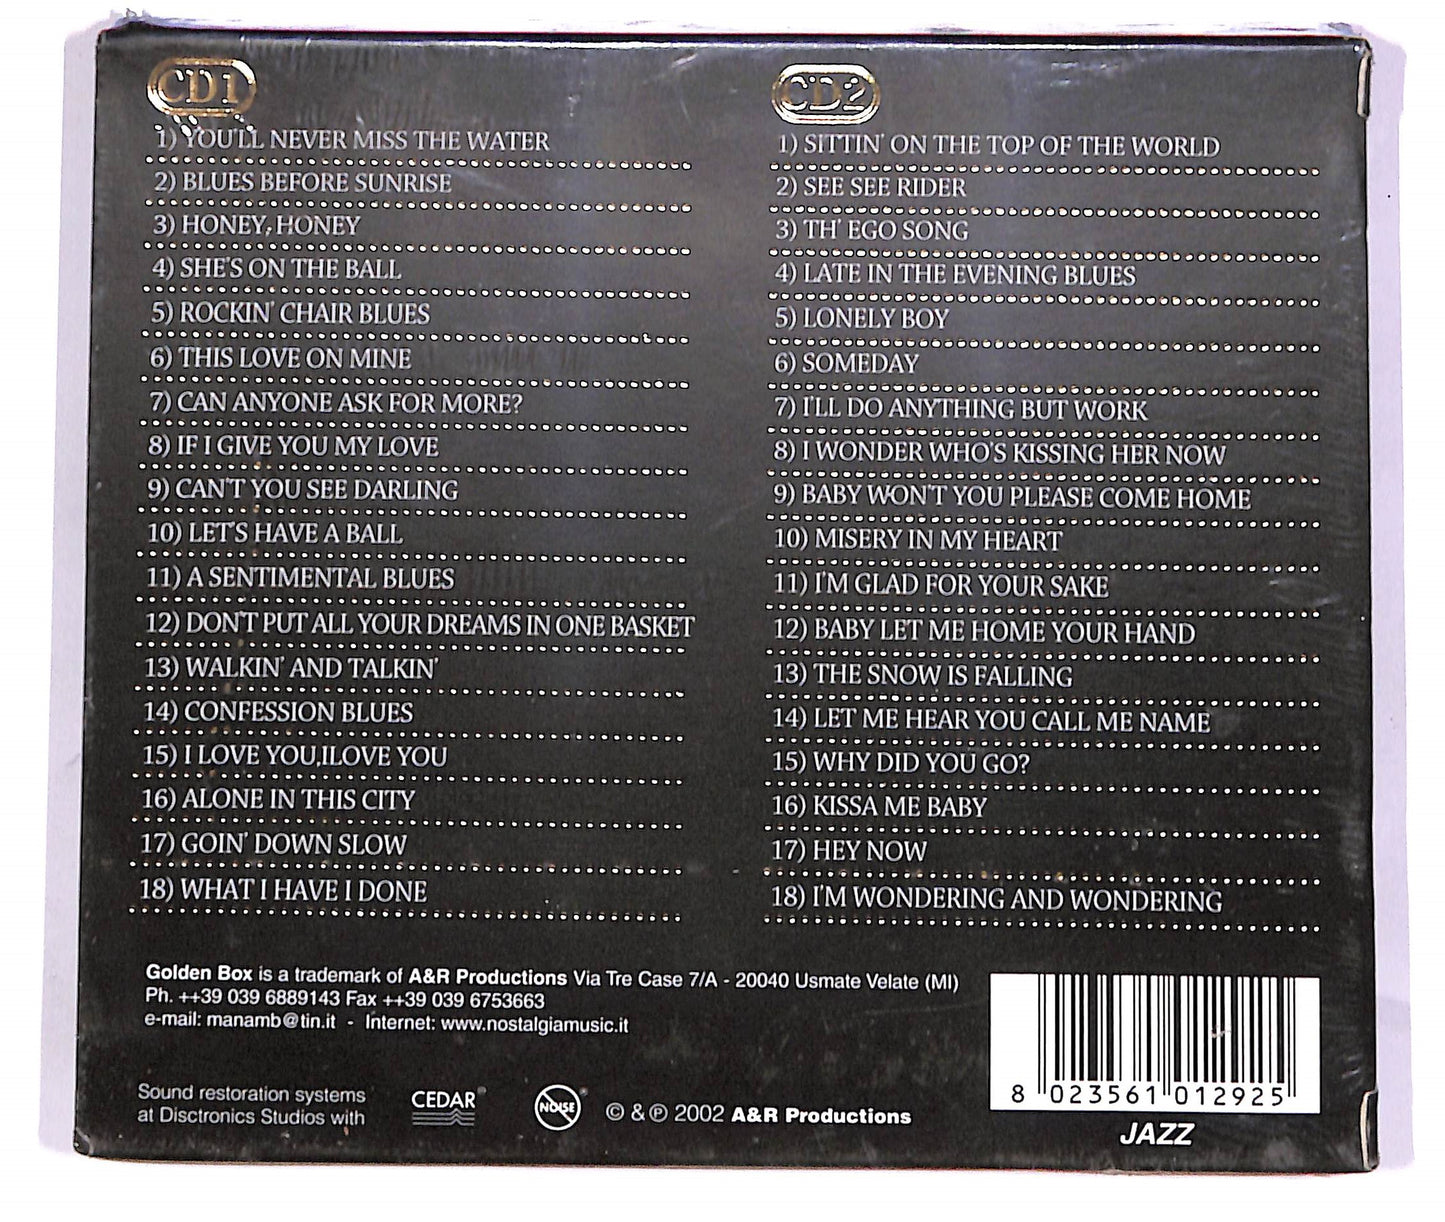 CD1
1) YOU'LL NEVER MISS THE WATER
2) BLUES BEFORE SUNRISE
3) HONEY, HONEY
4) SHE'S ON THE BALL
5) ROCKIN' CHAIR BLUES
6) THIS LOVE ON MINE
7) CAN ANYONE ASK FOR MORE?
8) IF I GIVE YOU MY LOVE
9) CAN'T YOU SEE DARLING
10) LET'S HAVE A BALL
11) A SENTIMENTAL BLUES
12) DON'T PUT ALL YOUR DREAMS IN ONE BASKET
13) WALKIN' AND TALKIN'
14) CONFESSION BLUES
15) I LOVE YOU,ILOVE YOU
16) ALONE IN THIS CITY
17) GOIN' DOWN SLOW
18) WHAT I HAVE I DONE
CD2
1) SITTIN' ON THE TOP OF THE WORLD
2) SEE SEE RIDER
3) TH' EGO SONG
4) LATE IN THE EVENING BLUES
5) LONELY BOY
6) SOMEDAY
7) I'LL DO ANYTHING BUT WORK
8) I WONDER WHO'S KISSING HER NOW
9) BABY WON'T YOU PLEASE COME HOME
10) MISERY IN MY HEART
11) I'M GLAD FOR YOUR SAKE
12) BABY LET ME HOME YOUR HAND
13) THE SNOW IS FALLING
14) LET ME HEAR YOU CALL ME NAME
15) WHY DID YOU GO?
16) KISSA ME BABY
17) HEY NOW
18) I'M WONDERING AND WONDERING
Golden Box is a trademark of A&R Productions Via Tre Case 7/A - 20040 Usmate Velate (MI)
Ph. ++39 039 6889143 Fax ++39 039 6753663
e-mail: manamb@tin.it - Internet: www.nostalgiamusic.it
Sound restoration systems
at Disctronics Studios with
CEDAR
NOISE
© & ℗ 2002 A&R Productions
8 023561 012925
JAZZ